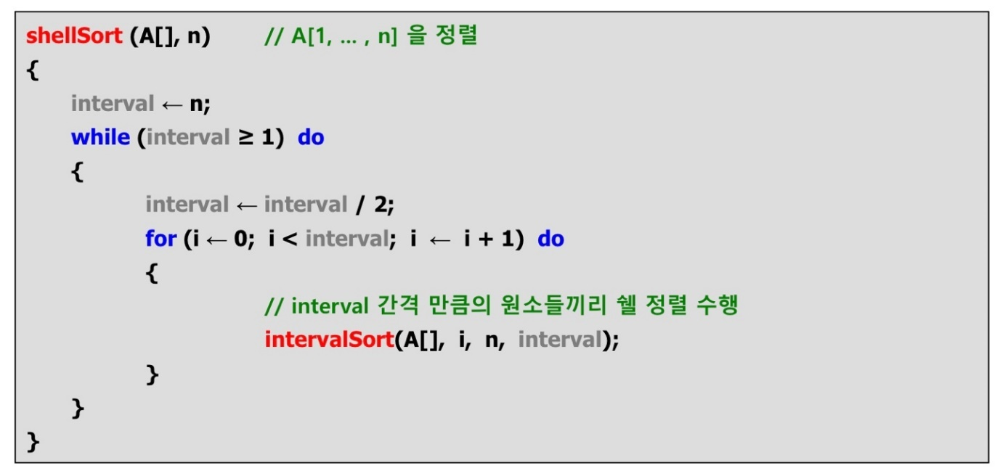 shellSort (A[], n) // A[1, ... , n] 을 정렬
{
interval ← n;
while (interval ≥ 1) do
{
interval ← interval / 2;
for (i ← 0; i < interval; i ← i + 1) do
{
// interval 간격 만큼의 원소들끼리 쉘 정렬 수행
intervalSort(A[], i, n, interval);
}
}
}